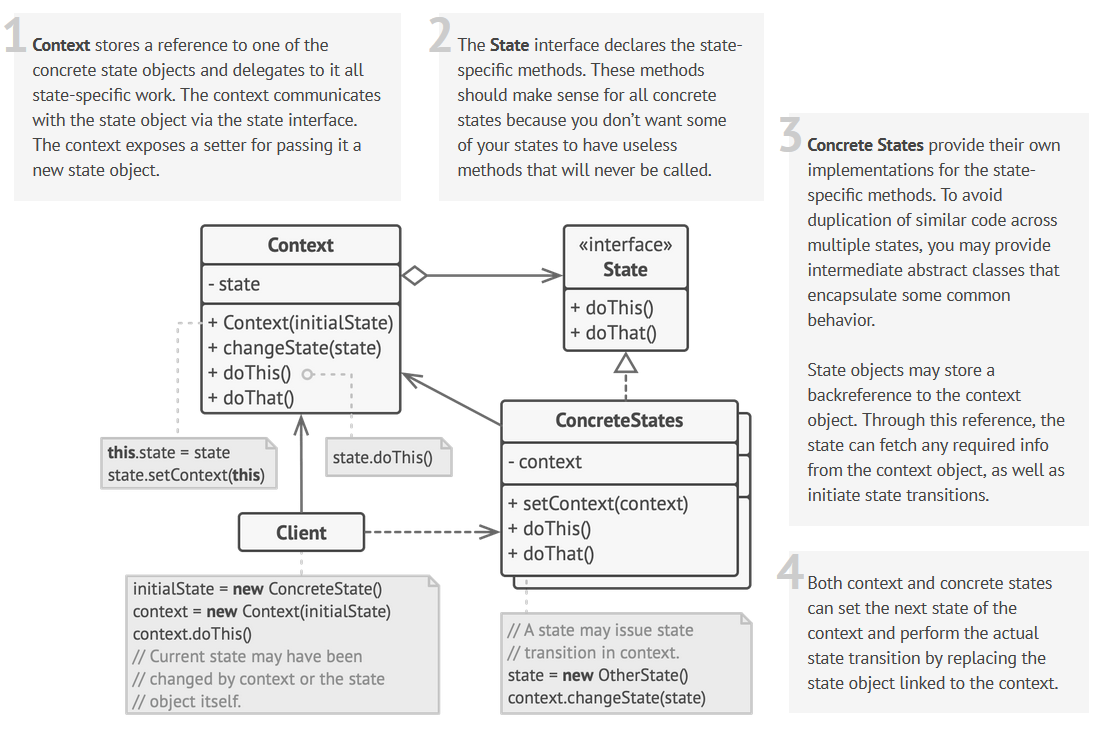 1
Context stores a reference to one of the
concrete state objects and delegates to it all
state-specific work. The context communicates
with the state object via the state interface.
The context exposes a setter for passing it a
new state object.
2
The State interface declares the state-
specific methods. These methods
should make sense for all concrete
states because you don’t want some
of your states to have useless
methods that will never be called.
3
Concrete States provide their own
implementations for the state-
specific methods. To avoid
duplication of similar code across
multiple states, you may provide
intermediate abstract classes that
encapsulate some common
behavior.
State objects may store a
backreference to the context
object. Through this reference, the
state can fetch any required info
from the context object, as well as
initiate state transitions.
Context
- state
+ Context(initialState)
+ changeState(state)
+ doThis()
+ doThat()
«interface»
State
+ doThis()
+ doThat()
this.state = state
state.setContext(this)
state.doThis()
ConcreteStates
- context
+ setContext(context)
+ doThis()
+ doThat()
Client
initialState = new ConcreteState()
context = new Context(initialState)
context.doThis()
// Current state may have been
// changed by context or the state
// object itself.
// A state may issue state
// transition in context.
state = new OtherState()
context.changeState(state)
4
Both context and concrete states
can set the next state of the
context and perform the actual
state transition by replacing the
state object linked to the context.